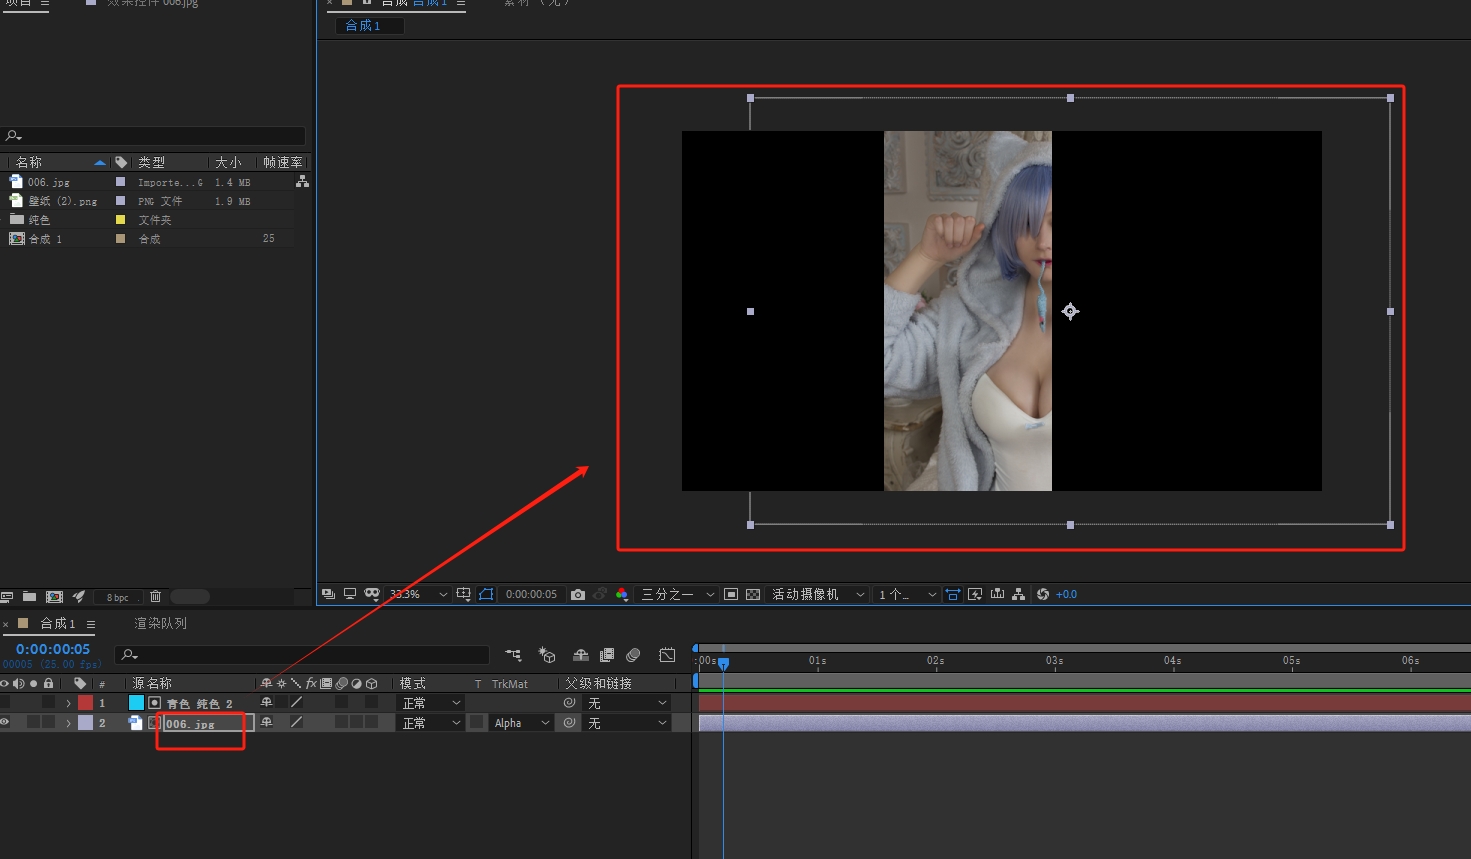 项目
效果控件 006.jpg
合成 合成1
素材（无）
合成1
名称 类型 大小 帧速率
006.jpg Importe...G 1.4 MB
壁纸 (2).png PNG 文件 1.9 MB
纯色 文件夹
合成 1 合成 25
8 bpc
33.3% 0:00:00:05 三分之一 活动摄像机 1个... +0.0
合成1 渲染队列
0:00:00:05
00005 (25.00 fps)
:00s 01s 02s 03s 04s 05s 06s
# 源名称 fx 模式 T TrkMat 父级和链接
1 青色 纯色 2 正常 无
2 006.jpg 正常 Alpha 无